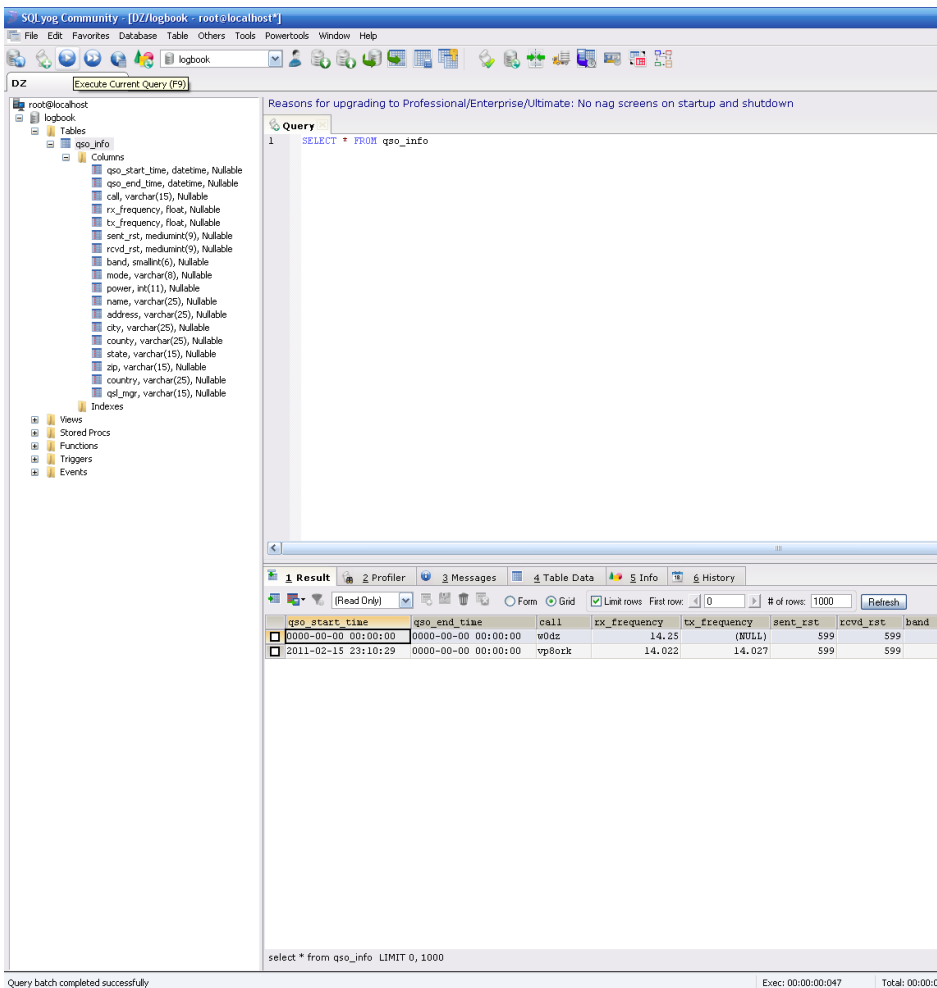 SQLyog Community - [DZ/logbook - root@localhost*]
File Edit Favorites Database Table Others Tools Powertools Window Help
logbook
DZ
Execute Current Query (F9)
root@localhost
logbook
Tables
qso_info
Columns
qso_start_time, datetime, Nullable
qso_end_time, datetime, Nullable
call, varchar(15), Nullable
rx_frequency, float, Nullable
tx_frequency, float, Nullable
sent_rst, mediumint(9), Nullable
rcvd_rst, mediumint(9), Nullable
band, smallint(6), Nullable
mode, varchar(8), Nullable
power, int(11), Nullable
name, varchar(25), Nullable
address, varchar(25), Nullable
city, varchar(25), Nullable
county, varchar(25), Nullable
state, varchar(15), Nullable
zip, varchar(15), Nullable
country, varchar(25), Nullable
qsl_mgr, varchar(15), Nullable
Indexes
Views
Stored Procs
Functions
Triggers
Events
Reasons for upgrading to Professional/Enterprise/Ultimate: No nag screens on startup and shutdown
Query
1 SELECT * FROM qso_info
1 Result 2 Profiler 3 Messages 4 Table Data 5 Info 6 History
(Read Only) Form Grid Limit rows First row: 0 # of rows: 1000 Refresh
qso_start_time qso_end_time call rx_frequency tx_frequency sent_rst rcvd_rst band
0000-00-00 00:00:00 0000-00-00 00:00:00 w0dz 14.25 (NULL) 599 599
2011-02-15 23:10:29 0000-00-00 00:00:00 vp8ork 14.022 14.027 599 599
select * from qso_info LIMIT 0, 1000
Query batch completed successfully Exec: 00:00:00:047 Total: 00:00: